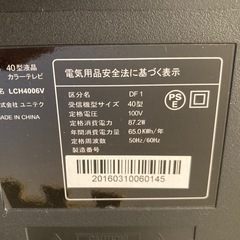 40型液晶
カラーテレビ
LCH4006V
株式会社 ユニテク
MADE IN CHINA
電気用品安全法に基づく表示
区分名 DF1
受信機型サイズ 40型
定格電圧 100V
定格消費電力 87.2W
年間消費電力量 65.0KWh/年
定格周波数 50Hz/60Hz
製造番号
PS
E
20160310060145